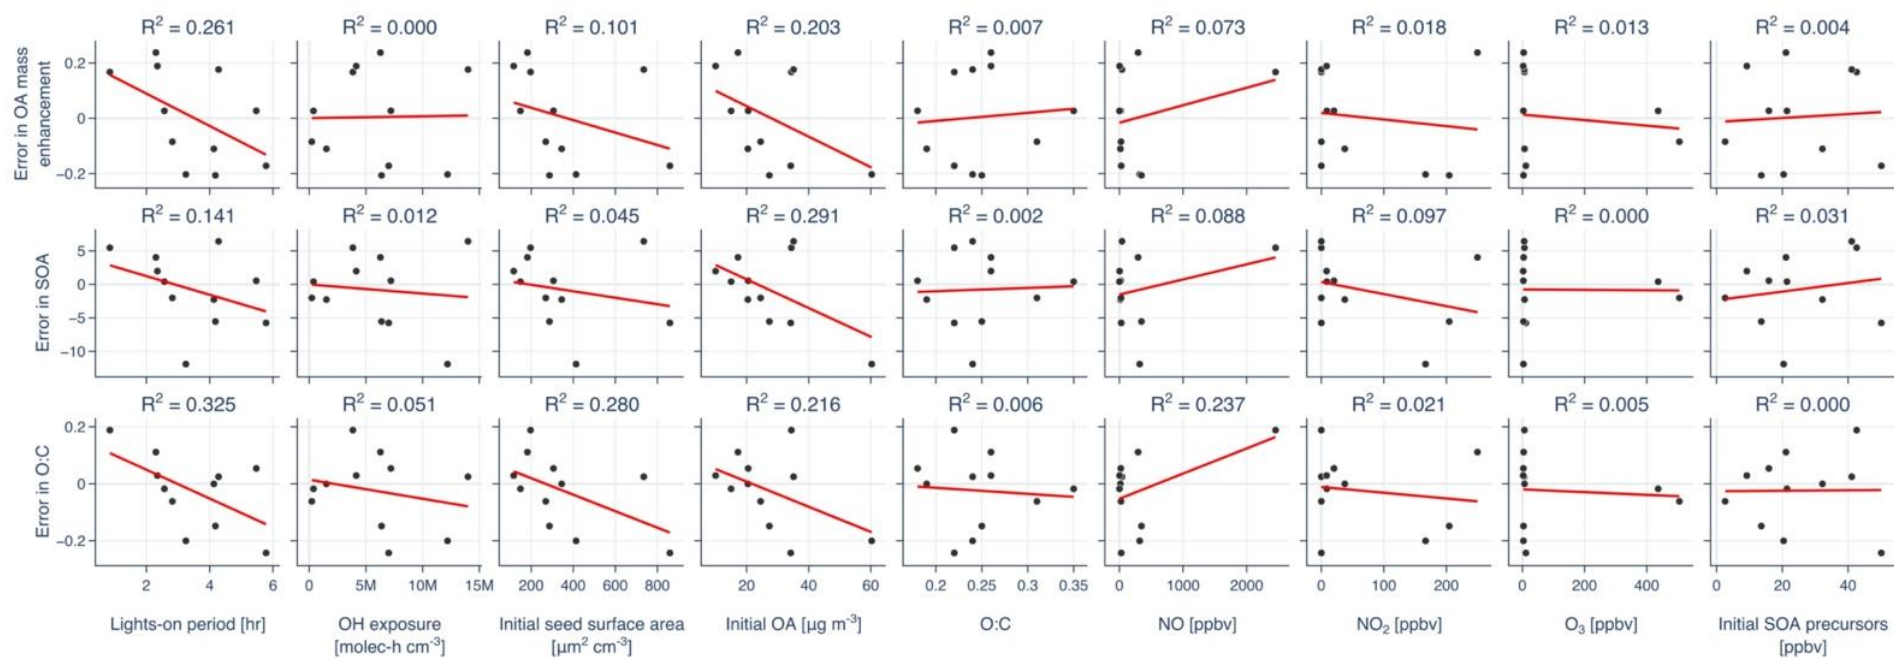 R² = 0.261 R² = 0.000 R² = 0.101 R² = 0.203 R² = 0.007 R² = 0.073 R² = 0.018 R² = 0.013 R² = 0.004
Error in OA mass
enhancement
0.2
0
−0.2
R² = 0.141 R² = 0.012 R² = 0.045 R² = 0.291 R² = 0.002 R² = 0.088 R² = 0.097 R² = 0.000 R² = 0.031
Error in SOA
5
0
−5
−10
R² = 0.325 R² = 0.051 R² = 0.280 R² = 0.216 R² = 0.006 R² = 0.237 R² = 0.021 R² = 0.005 R² = 0.000
Error in O:C
0.2
0
−0.2
2 4 6 0 5M 10M 15M 200 400 600 800 20 40 60 0.2 0.25 0.3 0.35 0 1000 2000 0 100 200 0 200 400 0 20 40
Lights-on period [hr] OH exposure Initial seed surface area Initial OA [µg m⁻³] O:C NO [ppbv] NO₂ [ppbv] O₃ [ppbv] Initial SOA precursors
[molec-h cm⁻³] [µm² cm⁻³] [ppbv]